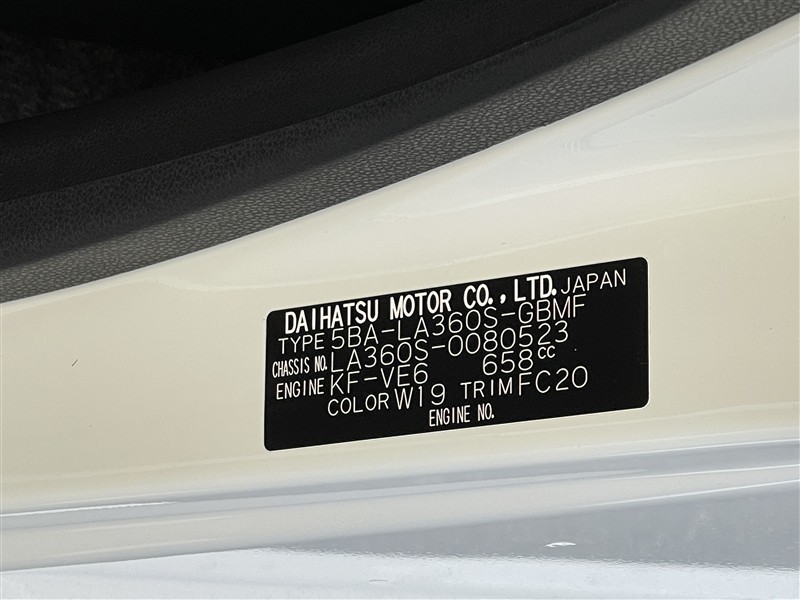 DAIHATSU MOTOR CO., LTD. JAPAN
TYPE 5BA-LA360S-GBMF
CHASSIS NO. LA360S-0080523
ENGINE KF-VE6 658cc
COLOR W19 TRIM FC20
ENGINE NO.